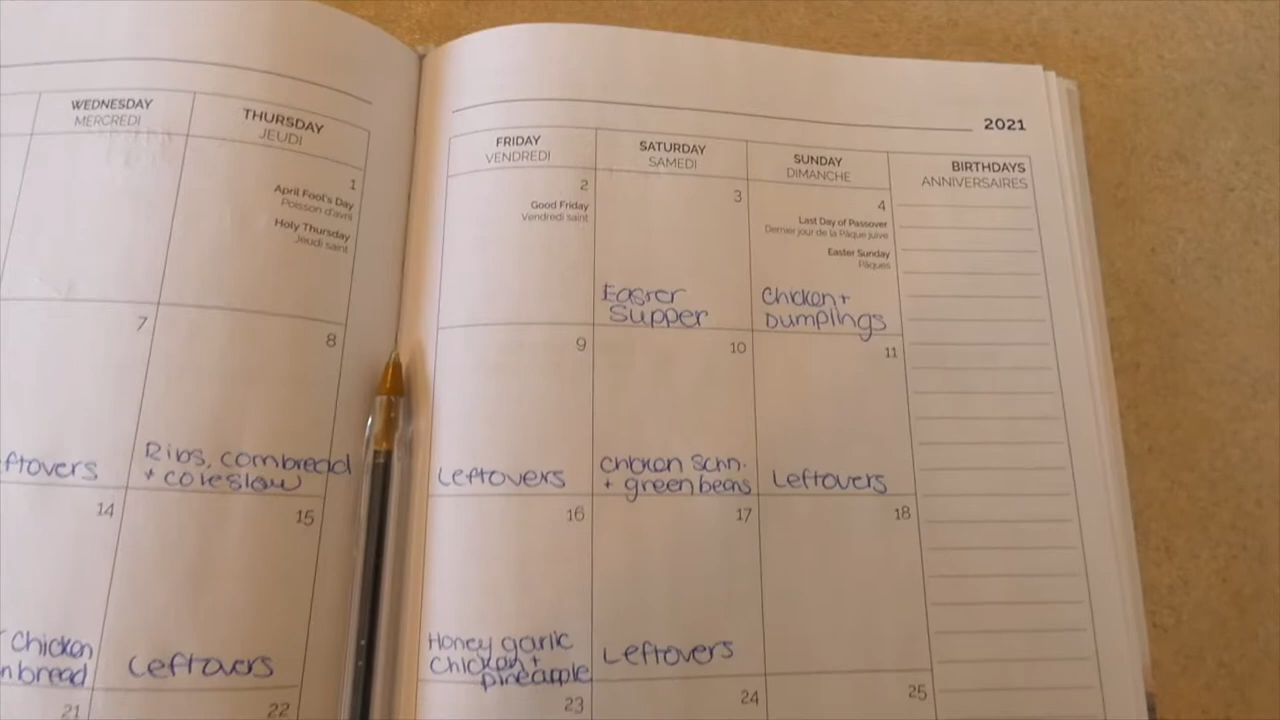 2021
WEDNESDAY
MERCREDI
THURSDAY
JEUDI
FRIDAY
VENDREDI
SATURDAY
SAMEDI
SUNDAY
DIMANCHE
BIRTHDAYS
ANNIVERSAIRES
1
April Fool's Day
Poisson d'avril
Holy Thursday
Jeudi saint
2
Good Friday
Vendredi saint
3
Easter
Supper
4
Last Day of Passover
Dernier jour de la Pâque juive
Easter Sunday
Pâques
Chicken +
Dumplings
7
ftovers
8
Ribs, cornbread
+ coleslaw
9
Leftovers
10
Chicken Schn.
+ green beans
11
Leftovers
14
Chicken
nbread
15
Leftovers
16
Honey garlic
Chicken +
pineapple
17
Leftovers
18
21
22
23
24
25